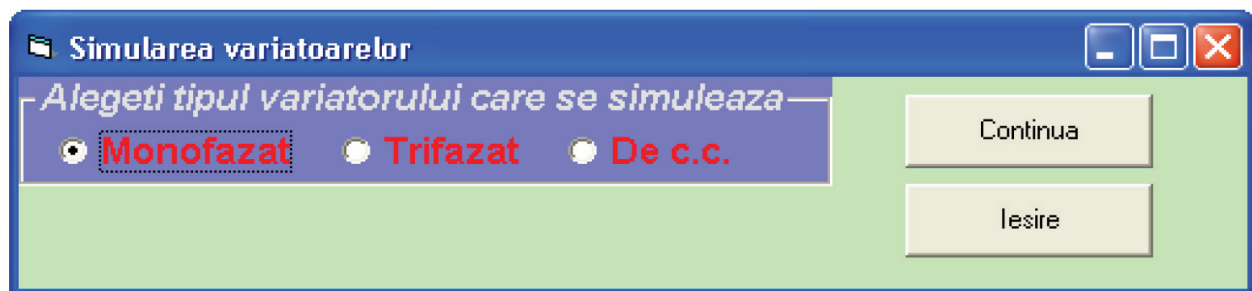 Simularea variatoarelor
Alegeti tipul variatorului care se simuleaza
Monofazat Trifazat De c.c.
Continua
Iesire